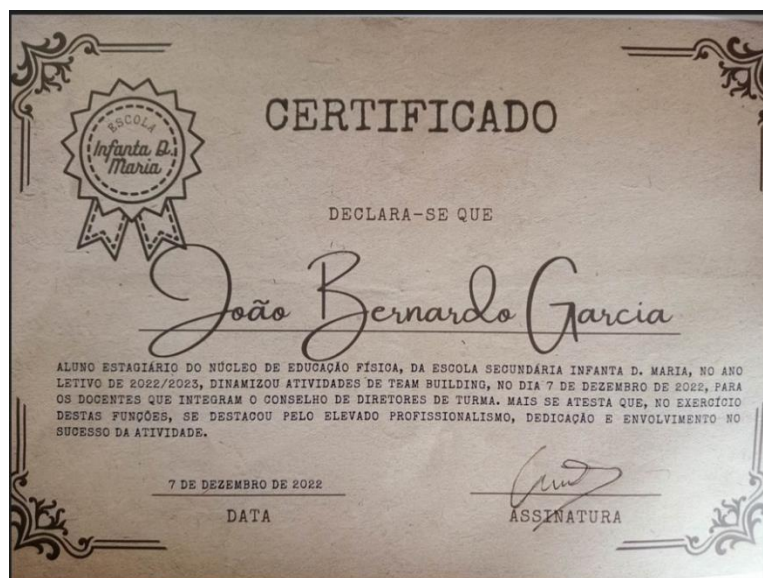 ESCOLA
Infanta D.
Maria
CERTIFICADO
DECLARA-SE QUE
João Bernardo Garcia
ALUNO ESTAGIÁRIO DO NÚCLEO DE EDUCAÇÃO FÍSICA, DA ESCOLA SECUNDÁRIA INFANTA D. MARIA, NO ANO
LETIVO DE 2022/2023, DINAMIZOU ATIVIDADES DE TEAM BUILDING, NO DIA 7 DE DEZEMBRO DE 2022, PARA
OS DOCENTES QUE INTEGRAM O CONSELHO DE DIRETORES DE TURMA. MAIS SE ATESTA QUE, NO EXERCÍCIO
DESTAS FUNÇÕES, SE DESTACOU PELO ELEVADO PROFISSIONALISMO, DEDICAÇÃO E ENVOLVIMENTO NO
SUCESSO DA ATIVIDADE.
7 DE DEZEMBRO DE 2022
DATA
ASSINATURA